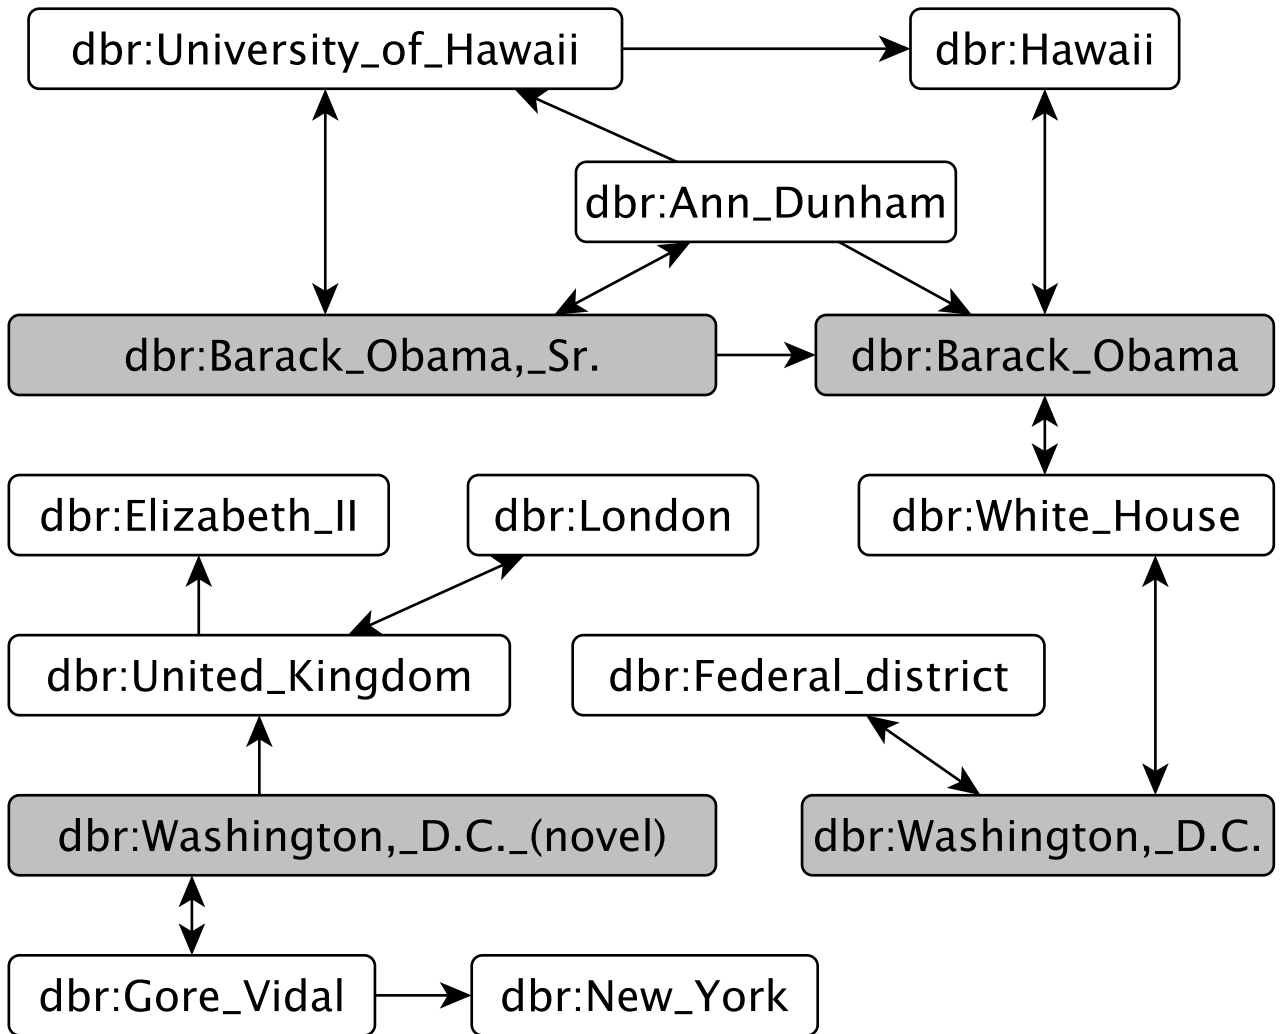 dbr:University_of_Hawaii
dbr:Hawaii
dbr:Ann_Dunham
dbr:Barack_Obama,_Sr.
dbr:Barack_Obama
dbr:Elizabeth_II
dbr:London
dbr:White_House
dbr:United_Kingdom
dbr:Federal_district
dbr:Washington,_D.C._(novel)
dbr:Washington,_D.C.
dbr:Gore_Vidal
dbr:New_York